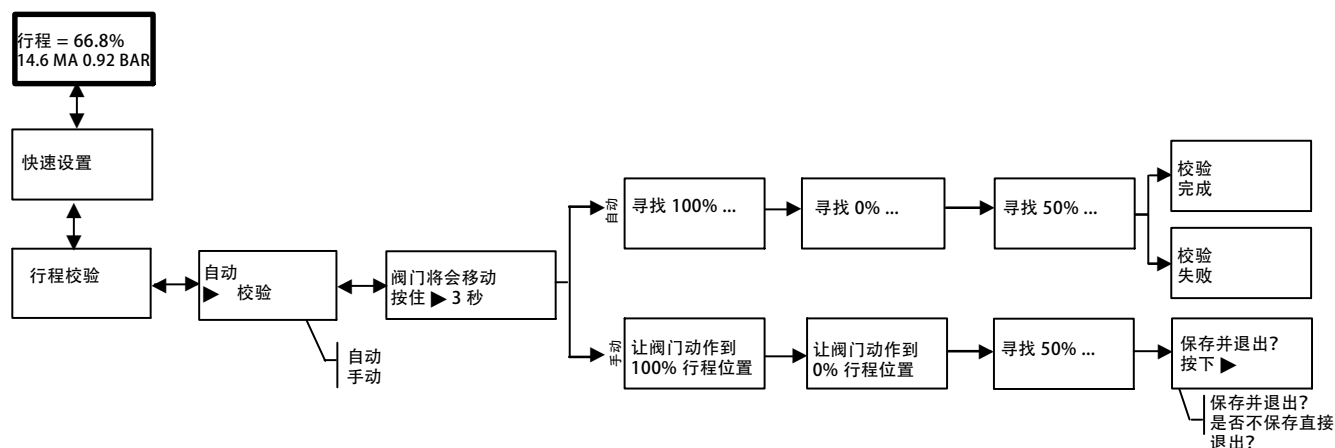 行程 = 66.8%
14.6 MA 0.92 BAR
快速设置
行程校验
自动
▶ 校验
自动
手动
阀门将会移动
按住 ▶ 3 秒
自动
寻找 100% ...
寻找 0% ...
寻找 50% ...
校验
完成
校验
失败
手动
让阀门动作到
100% 行程位置
让阀门动作到
0% 行程位置
寻找 50% ...
保存并退出?
按下 ▶
保存并退出?
是否不保存直接
退出?